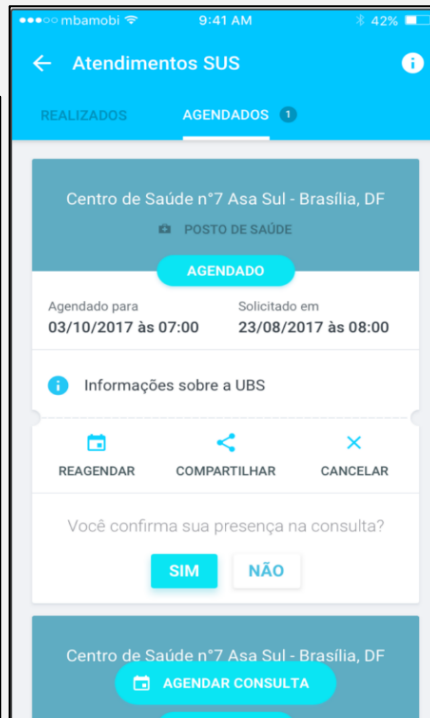 mbamobi 9:41 AM 42%
Atendimentos SUS
REALIZADOS AGENDADOS 1
Centro de Saúde n°7 Asa Sul - Brasília, DF
POSTO DE SAÚDE
AGENDADO
Agendado para Solicitado em
03/10/2017 às 07:00 23/08/2017 às 08:00
Informações sobre a UBS
REAGENDAR COMPARTILHAR CANCELAR
Você confirma sua presença na consulta?
SIM NÃO
Centro de Saúde n°7 Asa Sul - Brasília, DF
AGENDAR CONSULTA